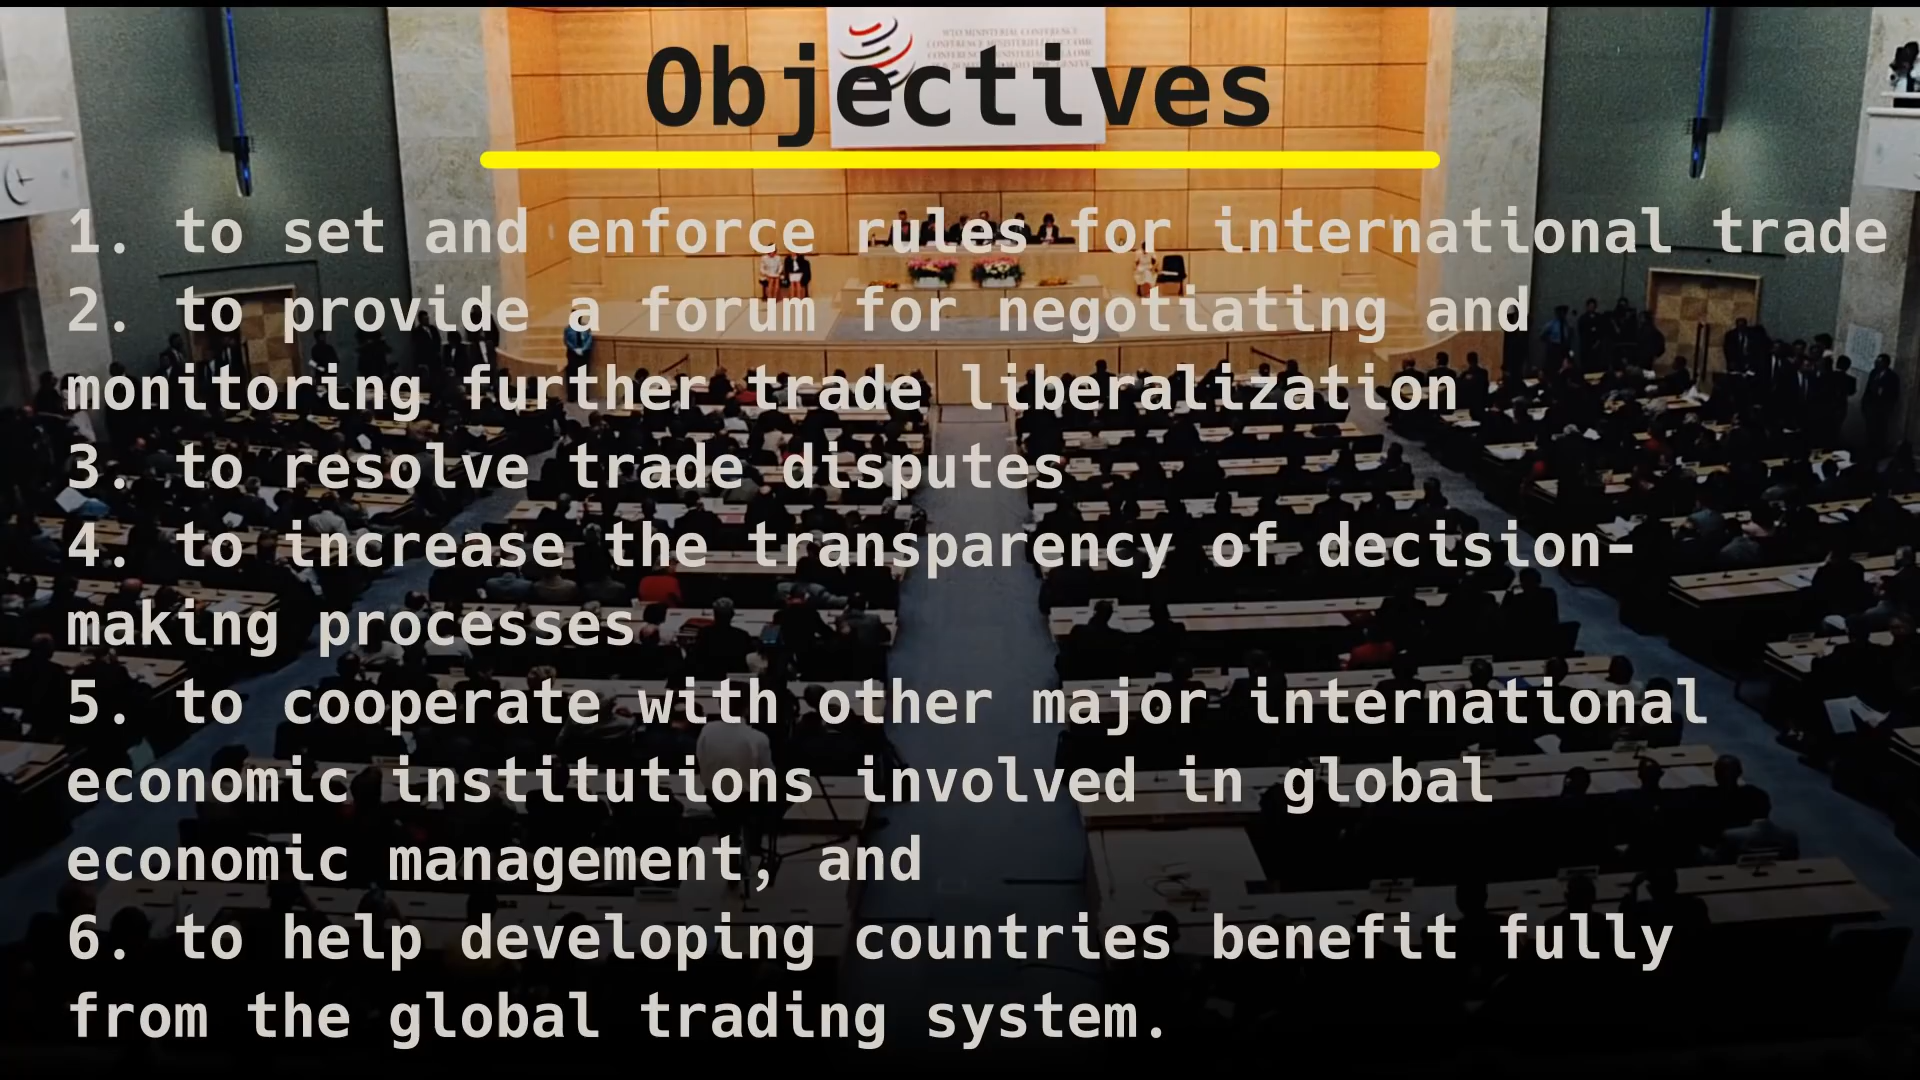 WTO MINISTERIAL CONFERENCE
Objectives
1. to set and enforce rules for international trade
2. to provide a forum for negotiating and
monitoring further trade liberalization
3. to resolve trade disputes
4. to increase the transparency of decision-
making processes
5. to cooperate with other major international
economic institutions involved in global
economic management, and
6. to help developing countries benefit fully
from the global trading system.